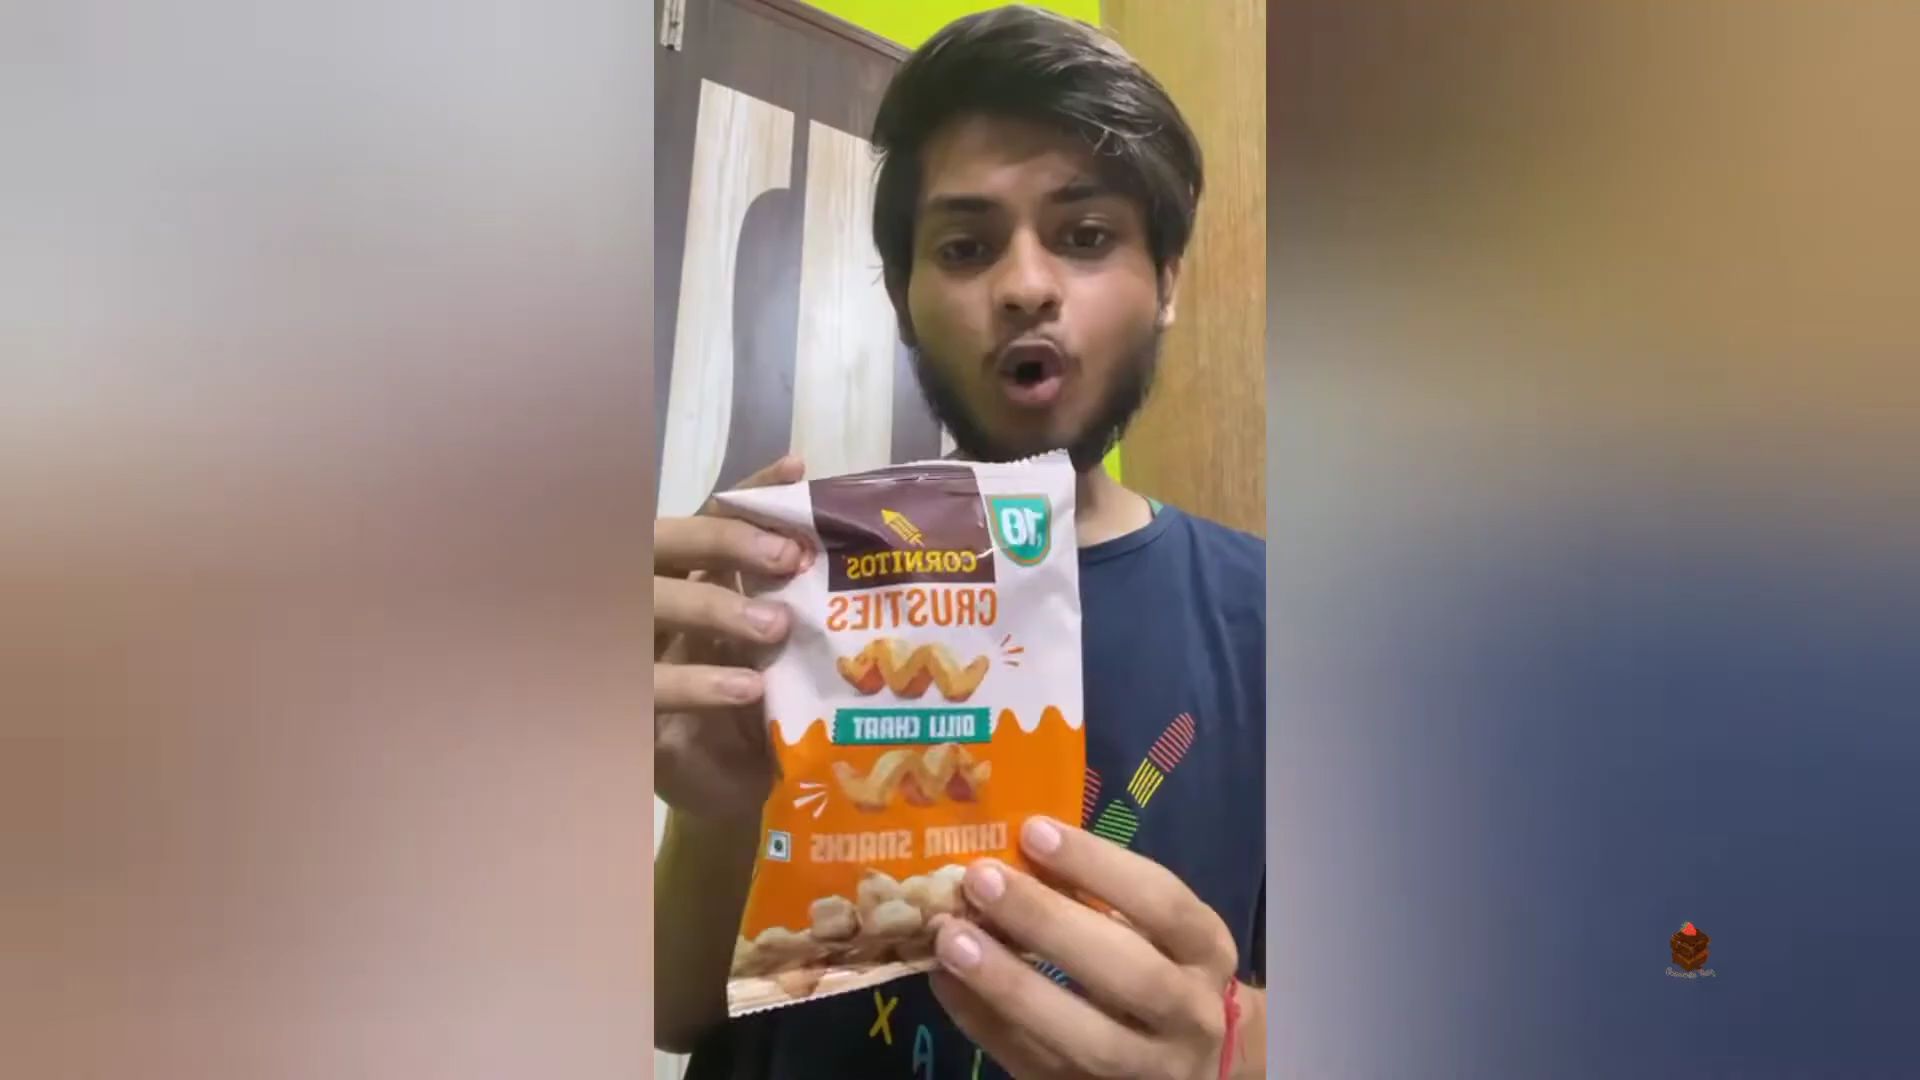 ₹10
CORNITOS
CRUSTIES
DILLI CHAAT
CHANA SNACKS
X
A